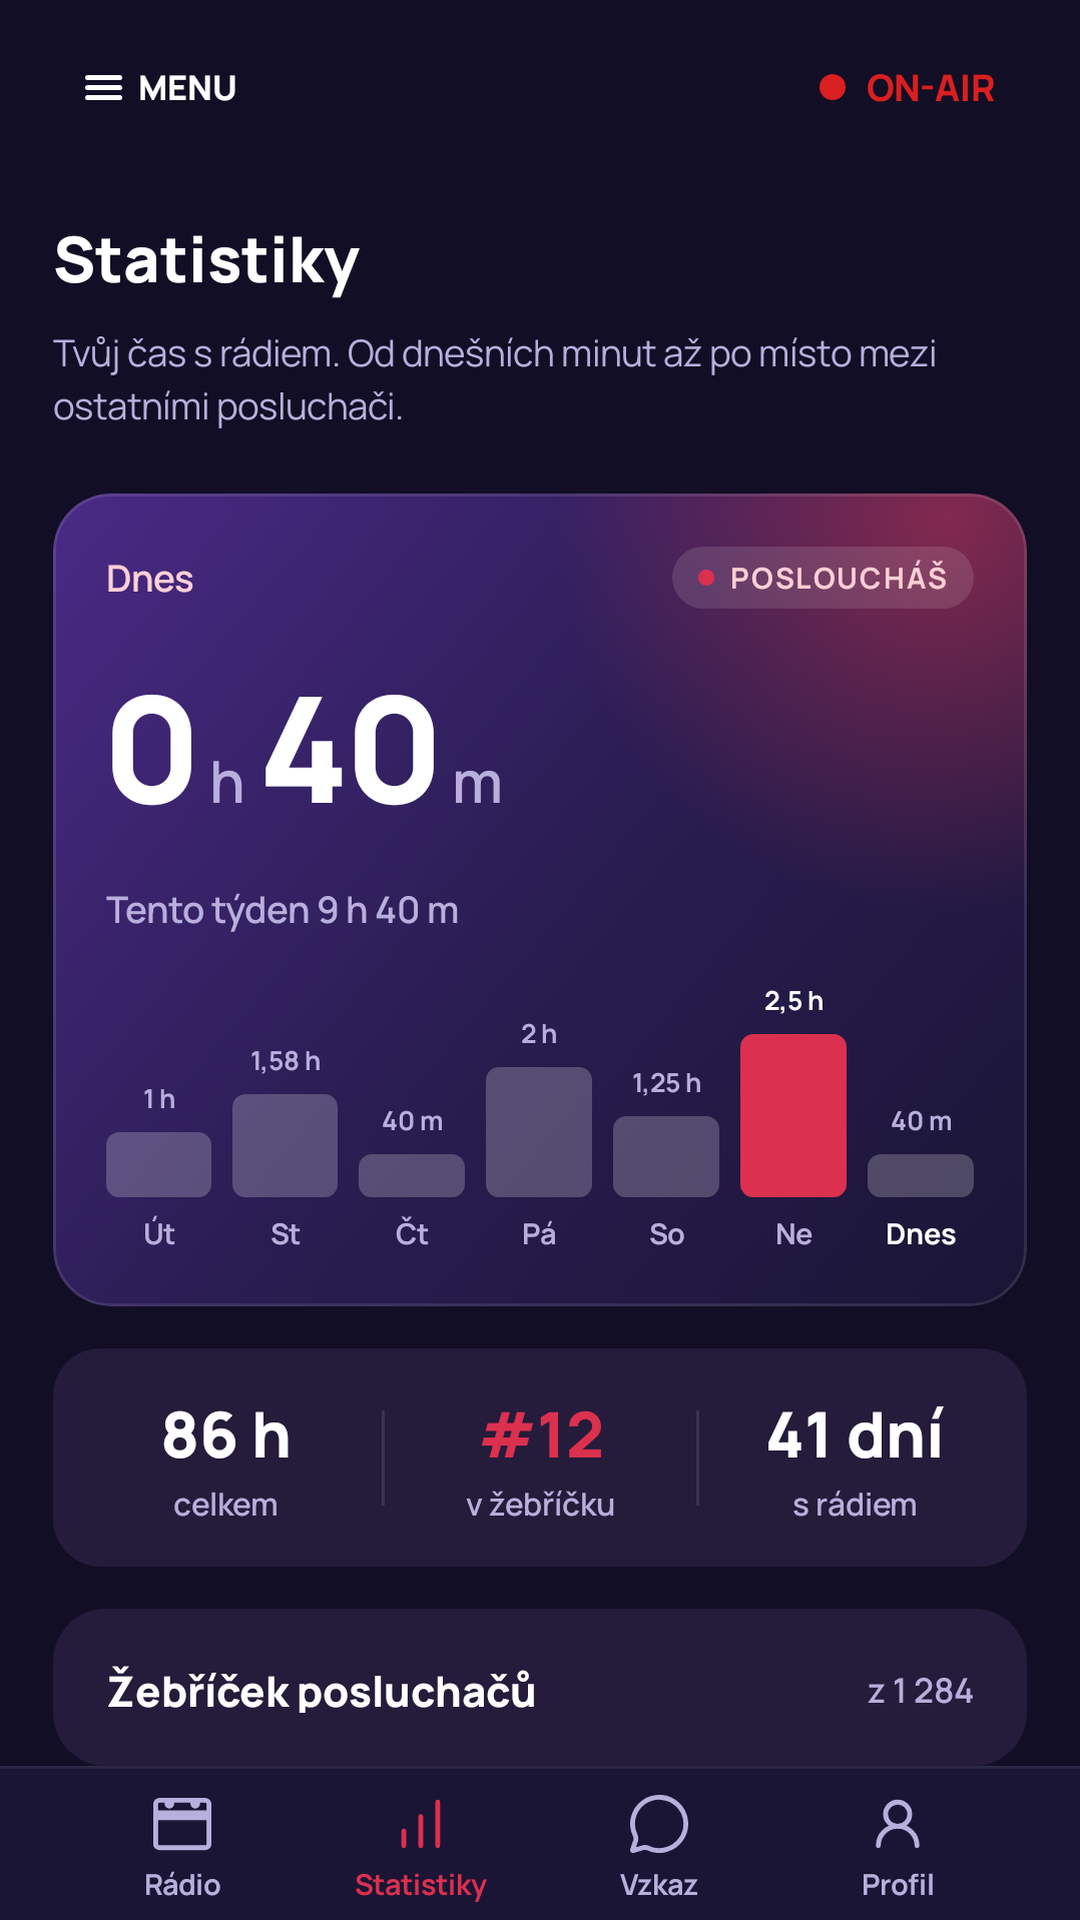 MENU
ON-AIR
Statistiky
Tvůj čas s rádiem. Od dnešních minut až po místo mezi
ostatními posluchači.
Dnes
POSLOUCHÁŠ
0 h 40 m
Tento týden 9 h 40 m
1 h
1,58 h
40 m
2 h
1,25 h
2,5 h
40 m
Út
St
Čt
Pá
So
Ne
Dnes
86 h
celkem
#12
v žebříčku
41 dní
s rádiem
Žebříček posluchačů
z 1 284
Rádio
Statistiky
Vzkaz
Profil